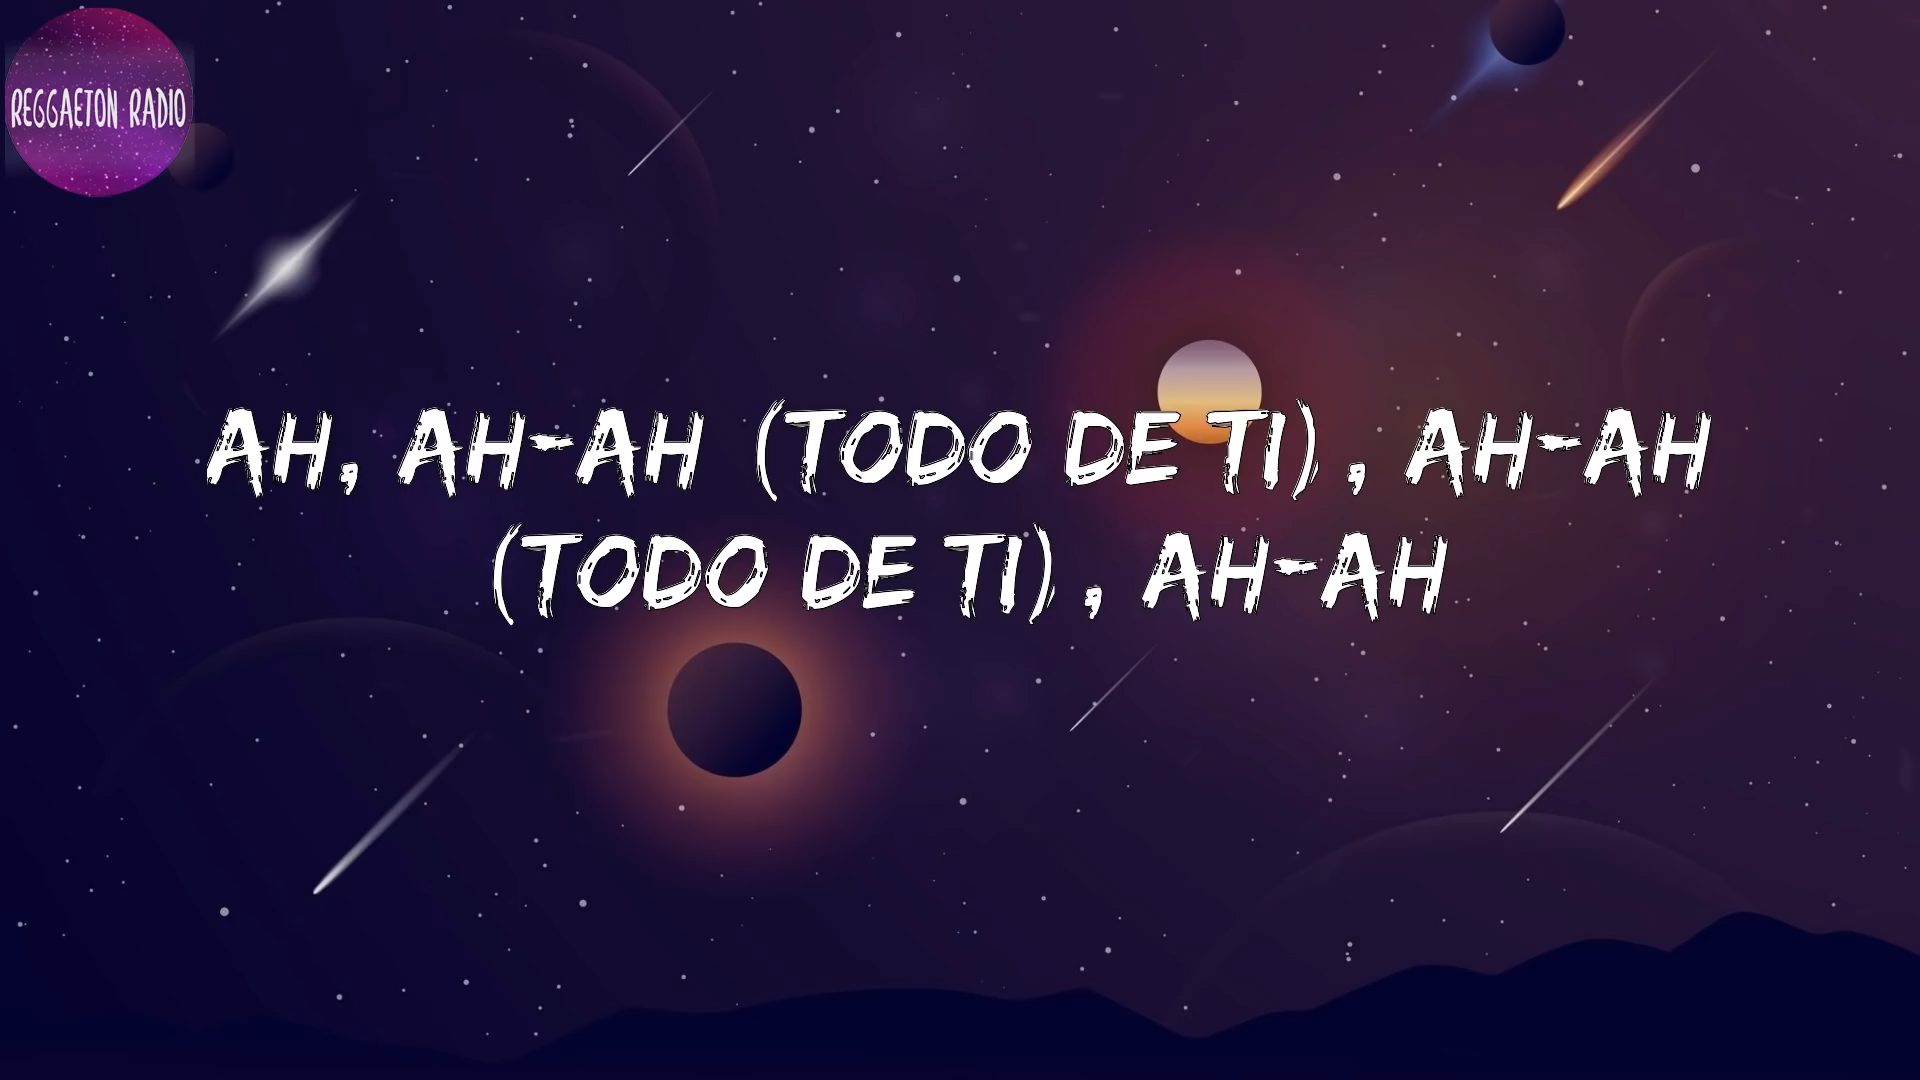 REGGAETON RADIO
AH, AH-AH (TODO DE TI), AH-AH
(TODO DE TI), AH-AH